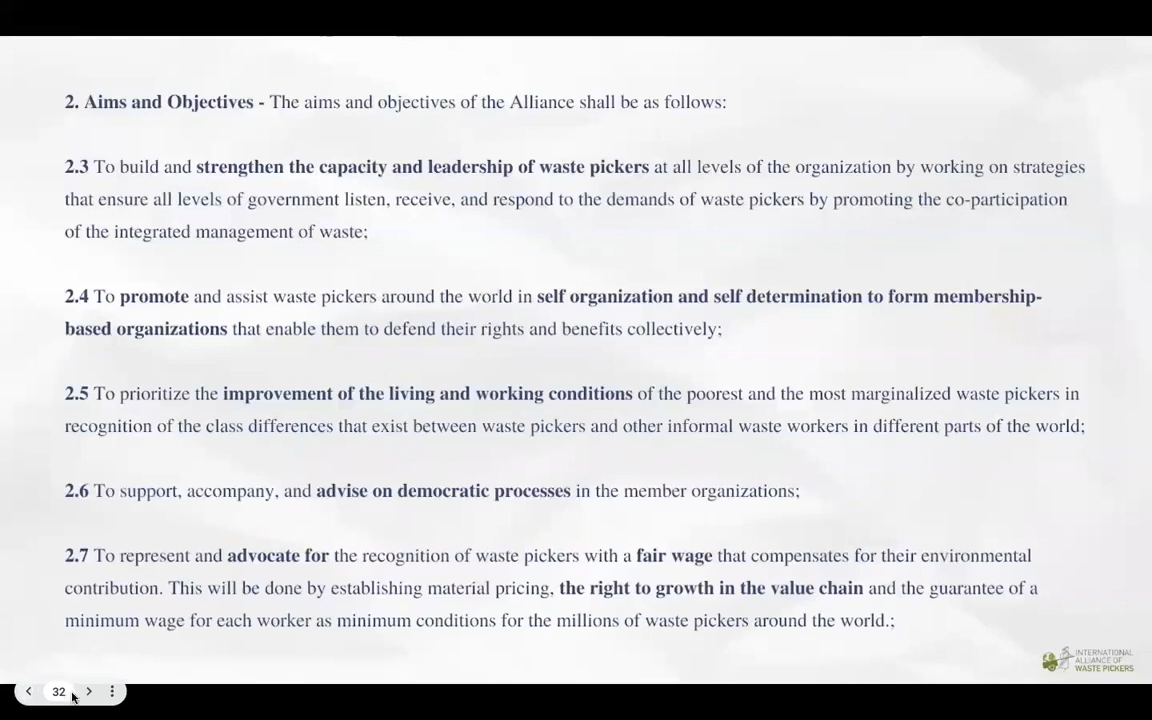 2. Aims and Objectives - The aims and objectives of the Alliance shall be as follows:
2.3 To build and strengthen the capacity and leadership of waste pickers at all levels of the organization by working on strategies
that ensure all levels of government listen, receive, and respond to the demands of waste pickers by promoting the co-participation
of the integrated management of waste;
2.4 To promote and assist waste pickers around the world in self organization and self determination to form membership-
based organizations that enable them to defend their rights and benefits collectively;
2.5 To prioritize the improvement of the living and working conditions of the poorest and the most marginalized waste pickers in
recognition of the class differences that exist between waste pickers and other informal waste workers in different parts of the world;
2.6 To support, accompany, and advise on democratic processes in the member organizations;
2.7 To represent and advocate for the recognition of waste pickers with a fair wage that compensates for their environmental
contribution. This will be done by establishing material pricing, the right to growth in the value chain and the guarantee of a
minimum wage for each worker as minimum conditions for the millions of waste pickers around the world.;
INTERNATIONAL
ALLIANCE OF
WASTE PICKERS
32